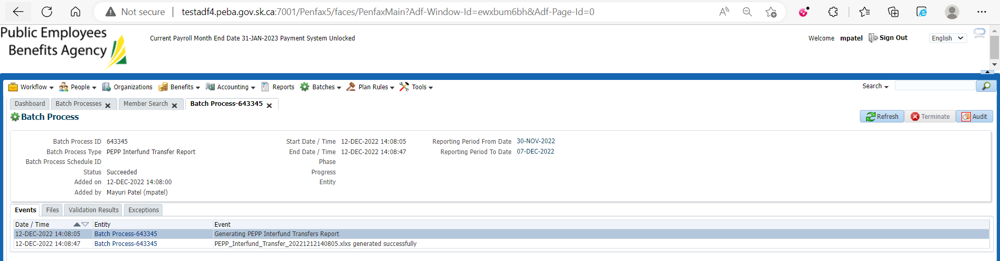 Not secure | testadf4.peba.gov.sk.ca:7001/Penfax5/faces/PenfaxMain?Adf-Window-Id=ewxbum6bh&Adf-Page-Id=0
Public Employees
Benefits Agency
Current Payroll Month End Date 31-JAN-2023 Payment System Unlocked
Welcome mpatel Sign Out English
Workflow People Organizations Benefits Accounting Reports Batches Plan Rules Tools Search
Dashboard Batch Processes Member Search Batch Process-643345
Batch Process Refresh Terminate Audit
Batch Process ID 643345 Start Date / Time 12-DEC-2022 14:08:05 Reporting Period From Date 30-NOV-2022
Batch Process Type PEPP Interfund Transfer Report End Date / Time 12-DEC-2022 14:08:47 Reporting Period To Date 07-DEC-2022
Batch Process Schedule ID Phase
Status Succeeded Progress
Added on 12-DEC-2022 14:08:00 Entity
Added by Mayuri Patel (mpatel)
Events Files Validation Results Exceptions
Date / Time Entity Event
12-DEC-2022 14:08:05 Batch Process-643345 Generating PEPP Interfund Transfers Report
12-DEC-2022 14:08:47 Batch Process-643345 PEPP_Interfund_Transfer_20221212140805.xlxs generated successfully